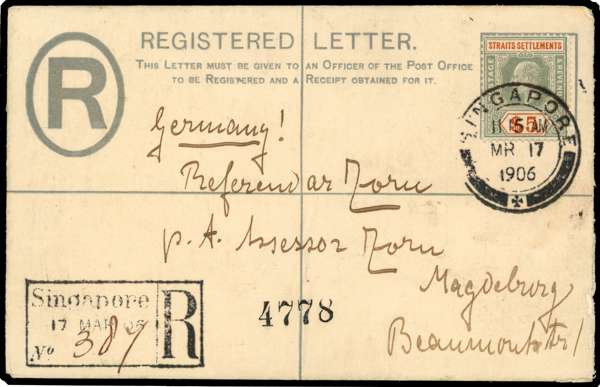 R
REGISTERED LETTER.
THIS LETTER MUST BE GIVEN TO AN OFFICER OF THE POST OFFICE
TO BE REGISTERED AND A RECEIPT OBTAINED FOR IT.
STRAITS SETTLEMENTS
$5
SINGAPORE
MR 17
1906
Germany!
Referendar Zorn
p. A. Assessor Zorn
Magdeburg
Beaumontstr 1
Singapore
17 MAR
No 387
R
4778